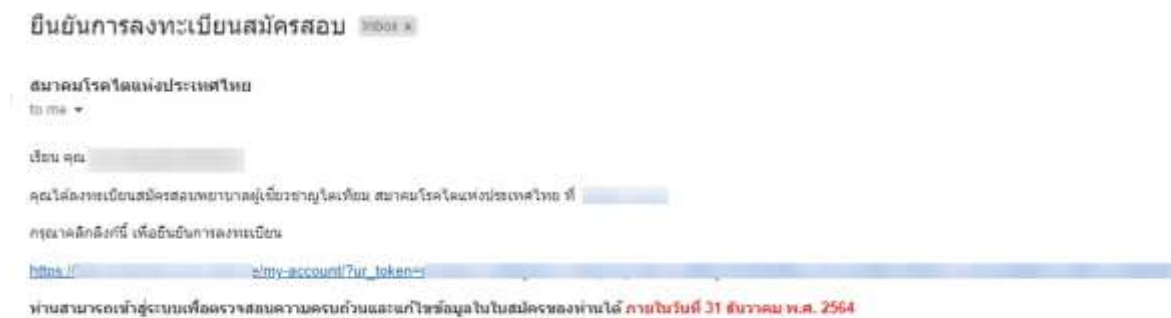 ยืนยันการลงทะเบียนสมัครสอบ Inbox x
สมาคมโรคไตแห่งประเทศไทย
to me
เรียน คุณ
คุณได้ลงทะเบียนสมัครสอบพยาบาลผู้เชี่ยวชาญไตเทียม สมาคมโรคไตแห่งประเทศไทย ที่
กรุณาคลิกลิงก์นี้ เพื่อยืนยันการลงทะเบียน
https:// e/my-account/?ur_token=
ท่านสามารถเข้าสู่ระบบเพื่อตรวจสอบความครบถ้วนและแก้ไขข้อมูลในใบสมัครของท่านได้ ภายในวันที่ 31 ธันวาคม พ.ศ. 2564